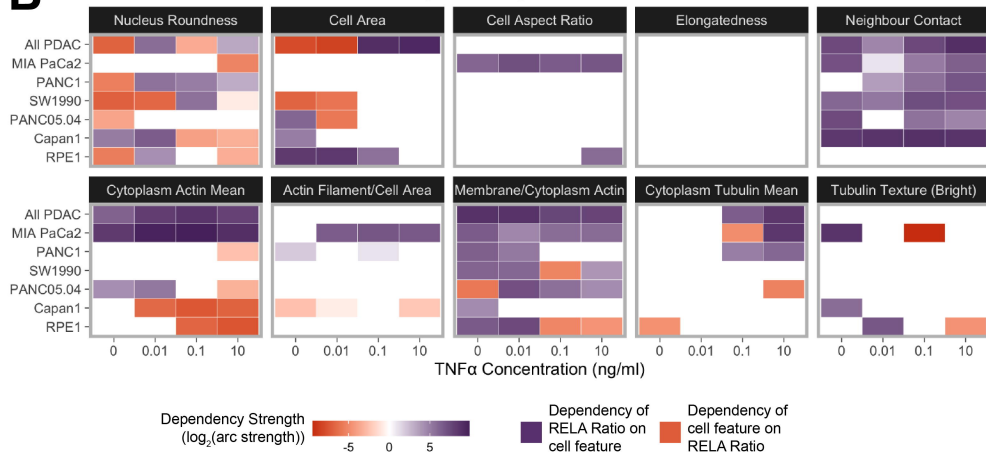 Nucleus Roundness Cell Area Cell Aspect Ratio Elongatedness Neighbour Contact
All PDAC
MIA PaCa2
PANC1
SW1990
PANC05.04
Capan1
RPE1
Cytoplasm Actin Mean Actin Filament/Cell Area Membrane/Cytoplasm Actin Cytoplasm Tubulin Mean Tubulin Texture (Bright)
All PDAC
MIA PaCa2
PANC1
SW1990
PANC05.04
Capan1
RPE1
0 0.01 0.1 10 0 0.01 0.1 10 0 0.01 0.1 10 0 0.01 0.1 10 0 0.01 0.1 10
TNFα Concentration (ng/ml)
Dependency Strength
(log₂(arc strength))
-5 0 5
Dependency of
RELA Ratio on
cell feature
Dependency of
cell feature on
RELA Ratio